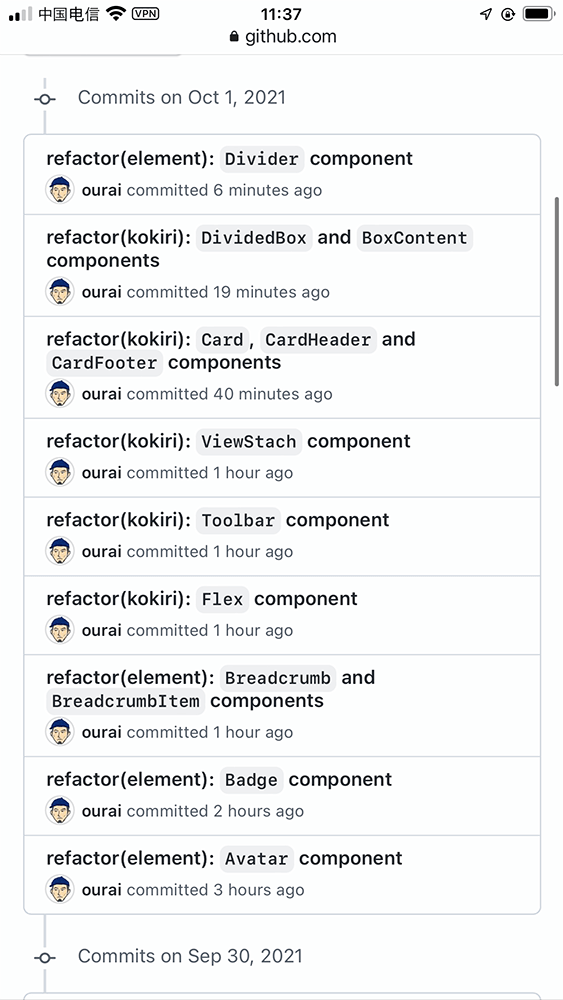 中国电信 VPN 11:37
github.com
Commits on Oct 1, 2021
refactor(element): Divider component
ourai committed 6 minutes ago
refactor(kokiri): DividedBox and BoxContent
components
ourai committed 19 minutes ago
refactor(kokiri): Card, CardHeader and
CardFooter components
ourai committed 40 minutes ago
refactor(kokiri): ViewStach component
ourai committed 1 hour ago
refactor(kokiri): Toolbar component
ourai committed 1 hour ago
refactor(kokiri): Flex component
ourai committed 1 hour ago
refactor(element): Breadcrumb and
BreadcrumbItem components
ourai committed 1 hour ago
refactor(element): Badge component
ourai committed 2 hours ago
refactor(element): Avatar component
ourai committed 3 hours ago
Commits on Sep 30, 2021